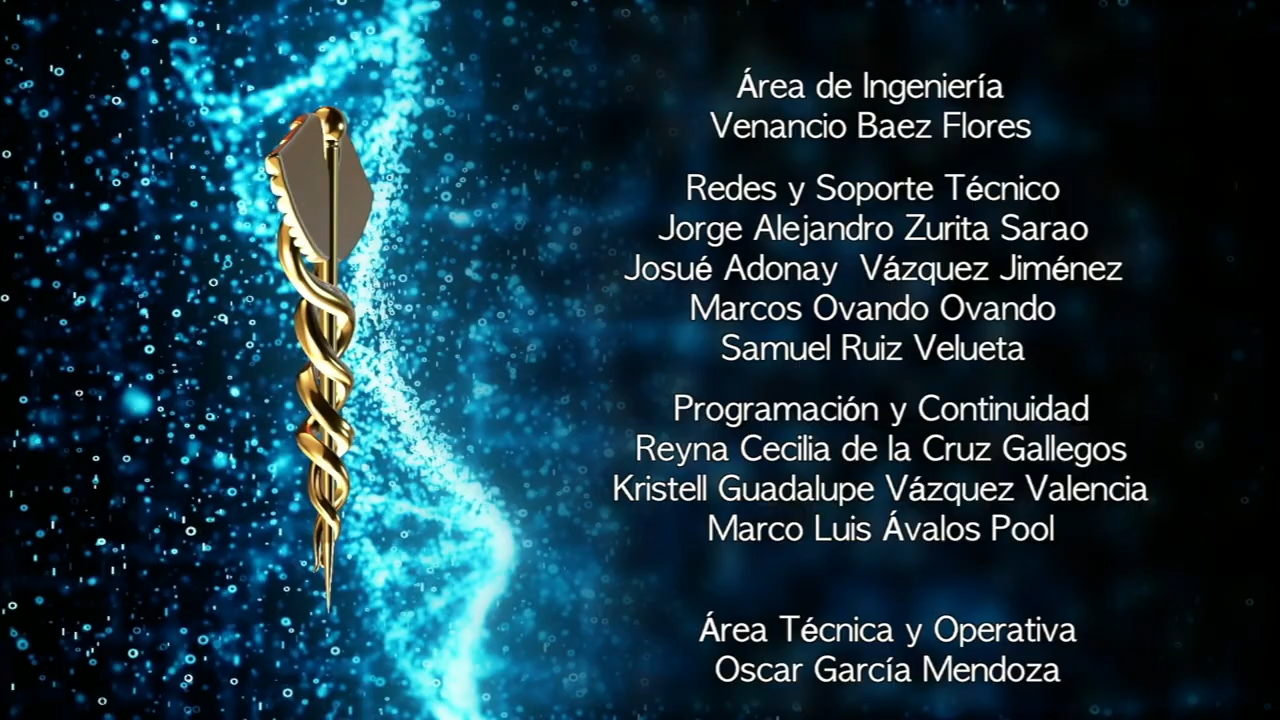 Área de Ingeniería
Venancio Baez Flores
Redes y Soporte Técnico
Jorge Alejandro Zurita Sarao
Josué Adonay  Vázquez Jiménez
Marcos Ovando Ovando
Samuel Ruiz Velueta
Programación y Continuidad
Reyna Cecilia de la Cruz Gallegos
Kristell Guadalupe Vázquez Valencia
Marco Luis Ávalos Pool
Área Técnica y Operativa
Oscar García Mendoza